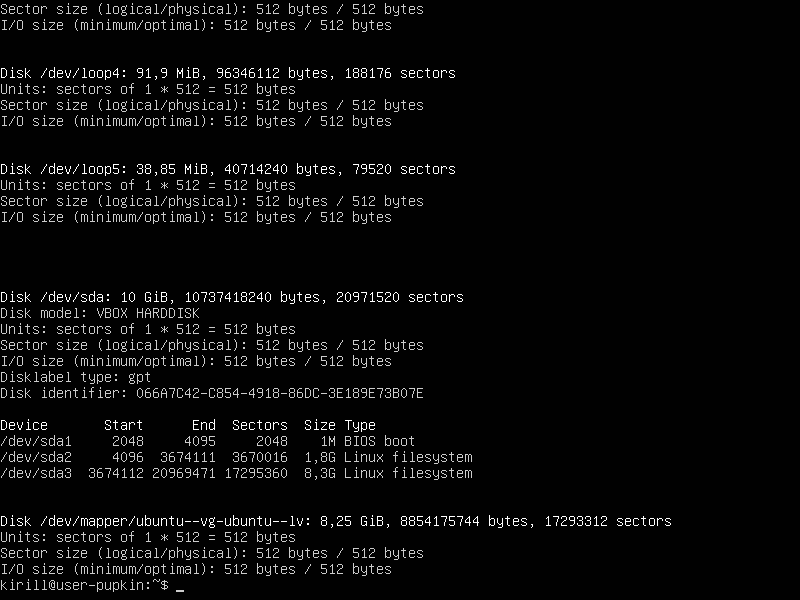 Sector size (logical/physical): 512 bytes / 512 bytes
I/O size (minimum/optimal): 512 bytes / 512 bytes
Disk /dev/loop4: 91,9 MiB, 96346112 bytes, 188176 sectors
Units: sectors of 1 * 512 = 512 bytes
Sector size (logical/physical): 512 bytes / 512 bytes
I/O size (minimum/optimal): 512 bytes / 512 bytes
Disk /dev/loop5: 38,85 MiB, 40714240 bytes, 79520 sectors
Units: sectors of 1 * 512 = 512 bytes
Sector size (logical/physical): 512 bytes / 512 bytes
I/O size (minimum/optimal): 512 bytes / 512 bytes
Disk /dev/sda: 10 GiB, 10737418240 bytes, 20971520 sectors
Disk model: VBOX HARDDISK
Units: sectors of 1 * 512 = 512 bytes
Sector size (logical/physical): 512 bytes / 512 bytes
I/O size (minimum/optimal): 512 bytes / 512 bytes
Disklabel type: gpt
Disk identifier: 066A7C42-C854-4918-86DC-3E189E73B07E
Device       Start      End  Sectors  Size Type
/dev/sda1     2048     4095     2048    1M BIOS boot
/dev/sda2     4096  3674111  3670016  1,8G Linux filesystem
/dev/sda3  3674112 20969471 17295360  8,3G Linux filesystem
Disk /dev/mapper/ubuntu--vg-ubuntu--lv: 8,25 GiB, 8854175744 bytes, 17293312 sectors
Units: sectors of 1 * 512 = 512 bytes
Sector size (logical/physical): 512 bytes / 512 bytes
I/O size (minimum/optimal): 512 bytes / 512 bytes
kirill@user-pupkin:~$ _